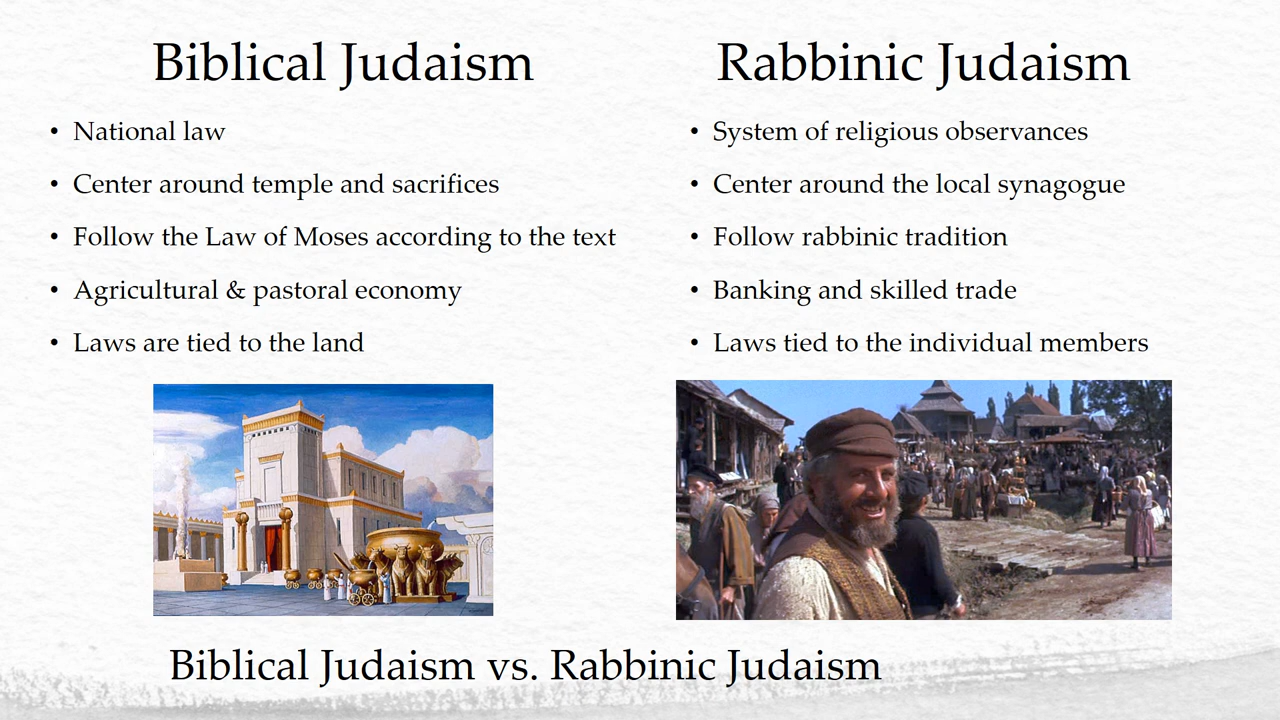 Biblical Judaism
• National law
• Center around temple and sacrifices
• Follow the Law of Moses according to the text
• Agricultural & pastoral economy
• Laws are tied to the land
Rabbinic Judaism
• System of religious observances
• Center around the local synagogue
• Follow rabbinic tradition
• Banking and skilled trade
• Laws tied to the individual members
Biblical Judaism vs. Rabbinic Judaism